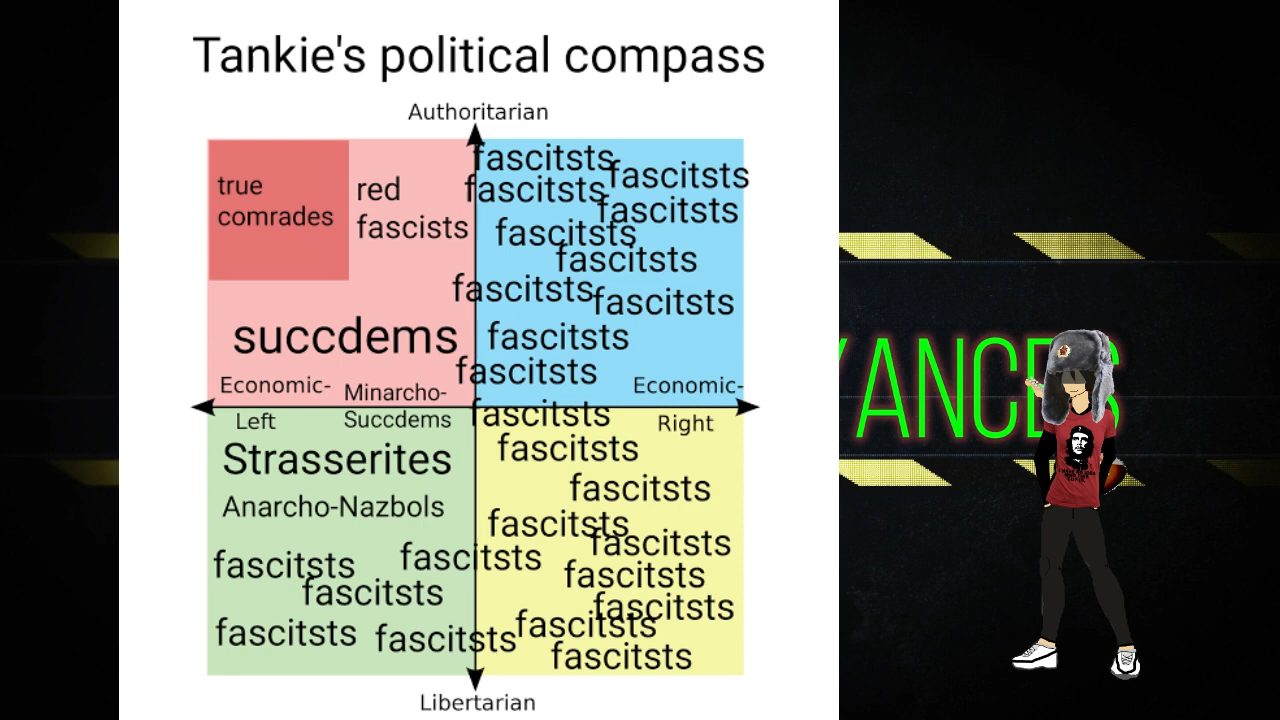 Tankie's political compass
Authoritarian
true
comrades
red
fascists
succdems
Economic-
Left
Minarcho-
Succdems
fascitsts
fascitsts
fascitsts
fascitsts
fascitsts
fascitsts
fascitsts
fascitsts
fascitsts
fascitsts
Economic-
Right
Strasserites
Anarcho-Nazbols
fascitsts
fascitsts
fascitsts
fascitsts
fascitsts
fascitsts
fascitsts
fascitsts
fascitsts
fascitsts
fascitsts
fascitsts
fascitsts
fascitsts
Libertarian
YANCES